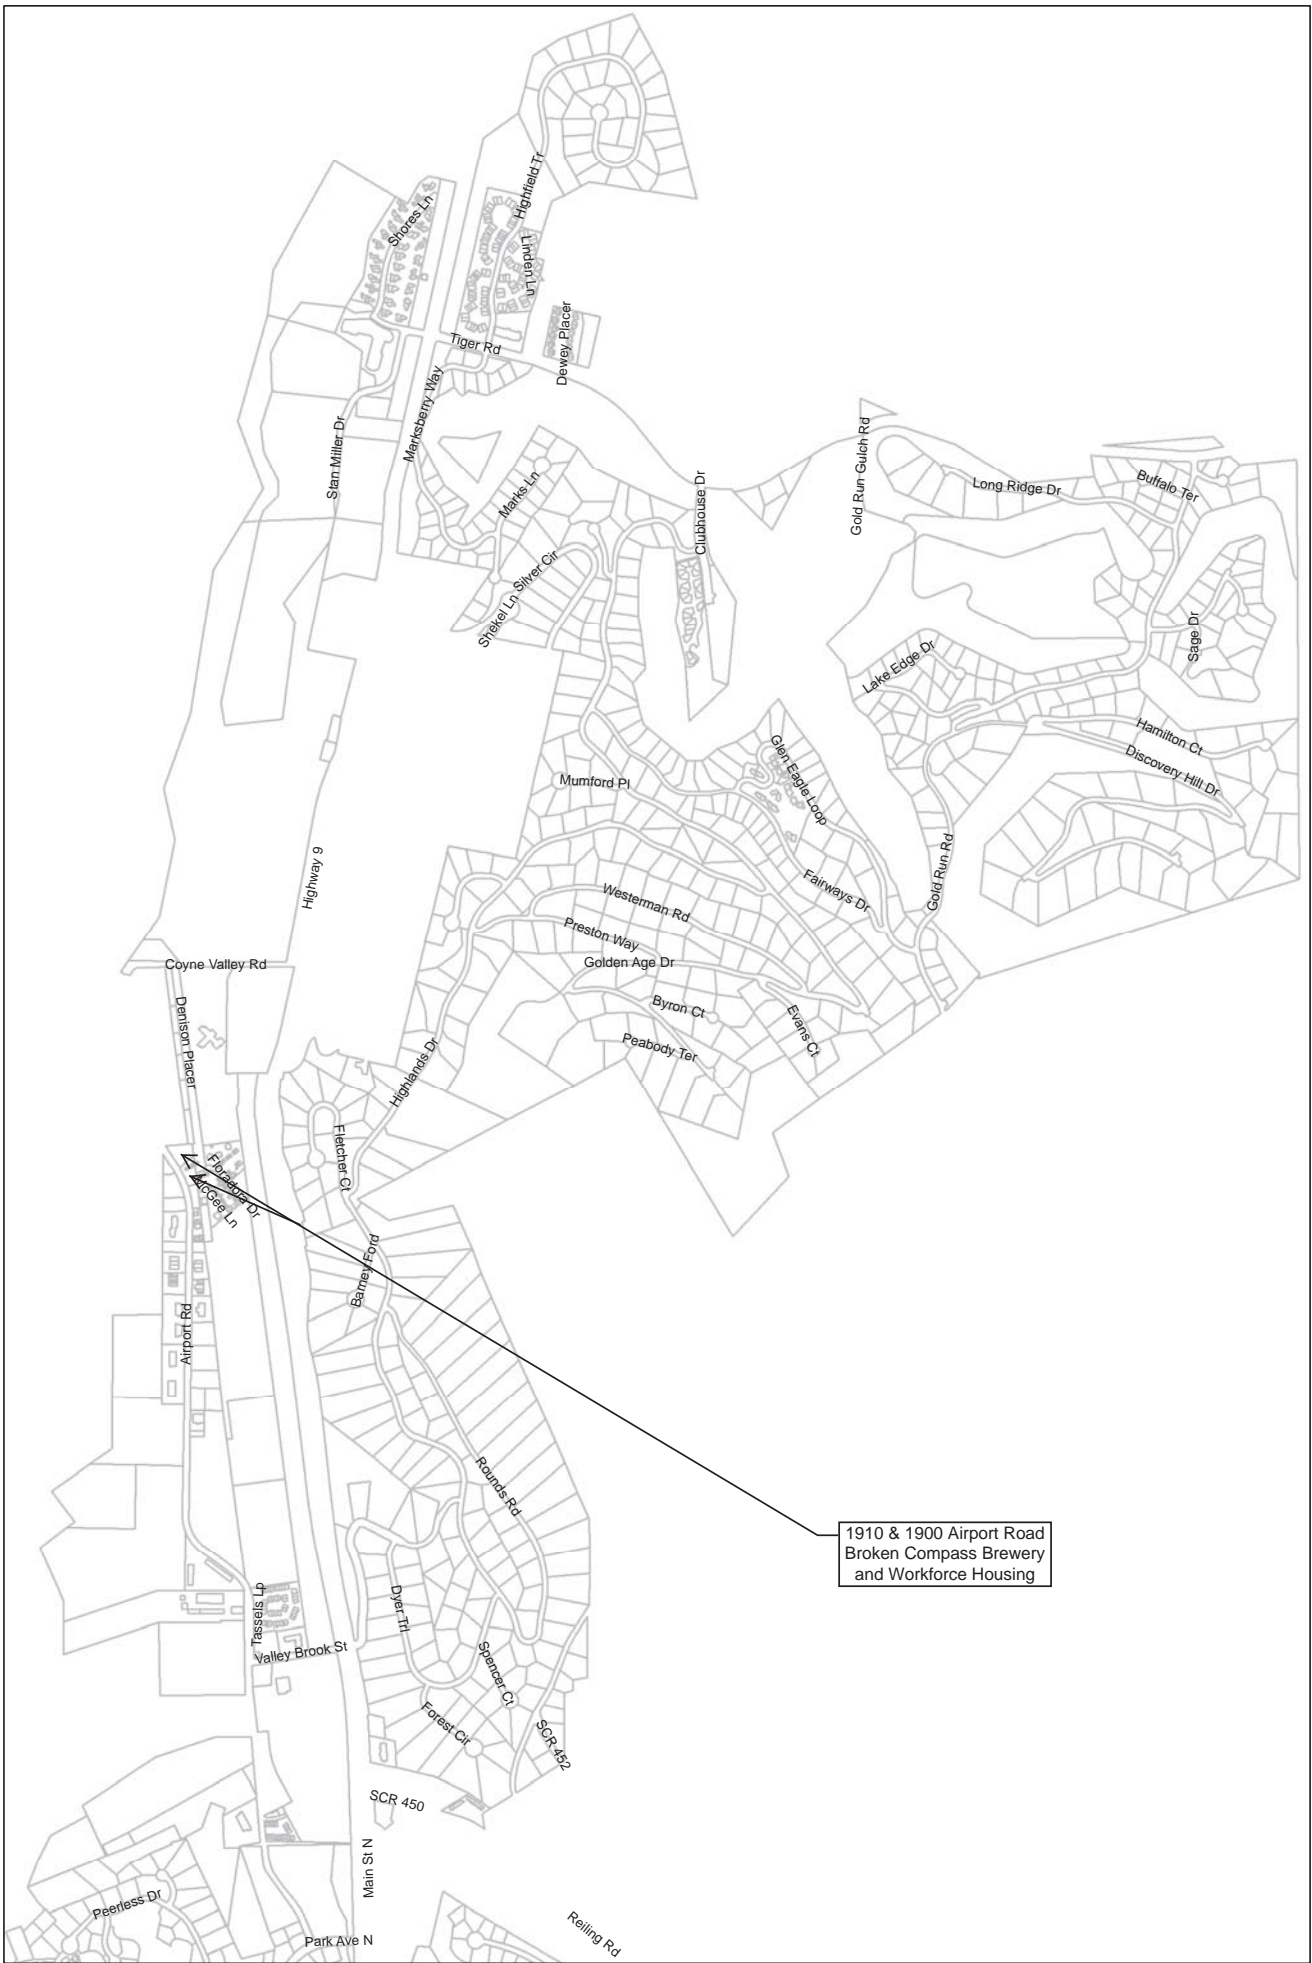 Highfield Tr
Shores Ln
Linden Ln
Dewey Placer
Tiger Rd
Marksberry Way
Stan Miller Dr
Marks Ln
Clubhouse Dr
Gold Run Gulch Rd
Long Ridge Dr
Buffalo Ter
Silver Cir
Shekel Ln
Sage Dr
Lake Edge Dr
Hamilton Ct
Discovery Hill Dr
Glen Eagle Loop
Mumford Pl
Highway 9
Gold Run Rd
Fairways Dr
Westerman Rd
Preston Way
Golden Age Dr
Coyne Valley Rd
Byron Ct
Evans Ct
Denison Placer
Peabody Ter
Highlands Dr
Fletcher Ct
Floradora Dr
McGee Ln
Barney Ford
Airport Rd
Rounds Rd
1910 & 1900 Airport Road
Broken Compass Brewery
and Workforce Housing
Dyer Trl
Tassels Lp
Valley Brook St
Spencer Ct
Forest Cir
SCR 452
SCR 450
Main St N
Peerless Dr
Park Ave N
Reiling Rd